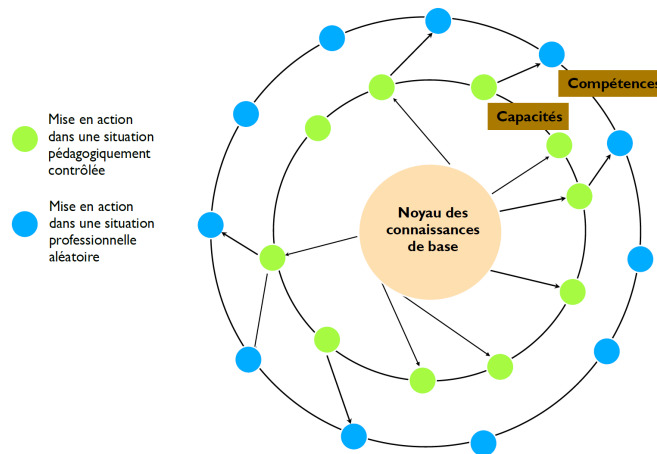 Mise en action
dans une situation
pédagogiquement
contrôlée
Mise en action
dans une situation
professionnelle
aléatoire
Compétences
Capacités
Noyau des
connaissances
de base